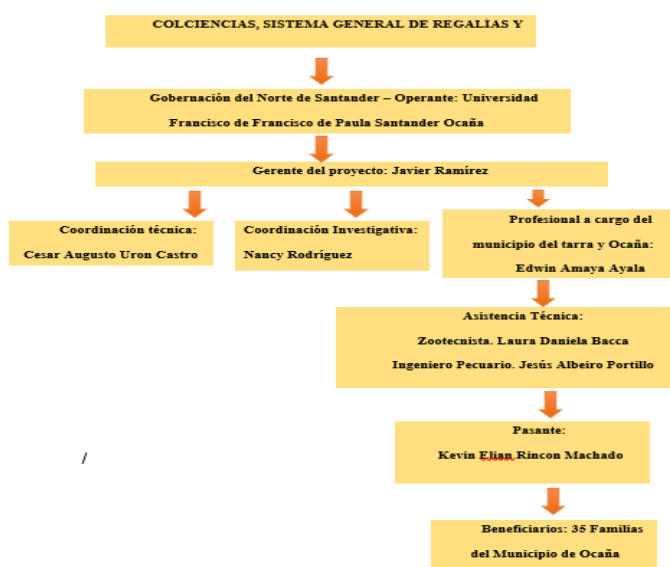 COLCIENCIAS, SISTEMA GENERAL DE REGALÍAS Y
Gobernación del Norte de Santander – Operante: Universidad
Francisco de Francisco de Paula Santander Ocaña
Gerente del proyecto: Javier Ramírez
Coordinación técnica:
Cesar Augusto Uron Castro
Coordinación Investigativa:
Nancy Rodríguez
Profesional a cargo del
municipio del tarra y Ocaña:
Edwin Amaya Ayala
Asistencia Técnica:
Zootecnista. Laura Daniela Bacca
Ingeniero Pecuario. Jesús Albeiro Portillo
Pasante:
Kevin Elian Rincon Machado
/
Beneficiarios: 35 Familias
del Municipio de Ocaña